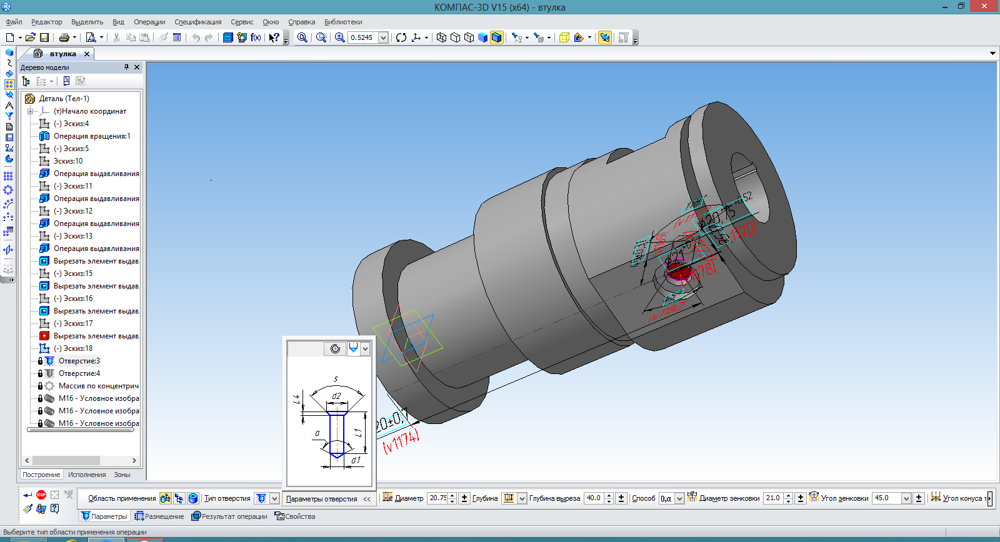 КОМПАС-3D V15 (x64) - втулка
Файл Редактор Выделить Вид Операции Спецификация Сервис Окно Справка Библиотеки
f(x) 0.5245
втулка
Дерево модели
Деталь (Тел-1)
(т)Начало координат
(-) Эскиз:4
Операция вращения:1
(-) Эскиз:5
Эскиз:10
Операция выдавливания
(-) Эскиз:11
Операция выдавливания
(-) Эскиз:12
Операция выдавливания
(-) Эскиз:13
Операция выдавливания
Вырезать элемент выдав
(-) Эскиз:15
Вырезать элемент выдав
(-) Эскиз:16
Вырезать элемент выдав
(-) Эскиз:17
Вырезать элемент выдав
(-) Эскиз:18
Отверстие:3
Отверстие:4
Массив по концентрич
М16 - Условное изобра
М16 - Условное изобра
М16 - Условное изобра
Построение Исполнения Зоны
s
d2
L4
L1
a
d1
20±0,
(v1174)
STOP
Область применения Тип отверстия Параметры отверстия << Диаметр 20.75 Глубина Глубина выреза 40.0 Способ D,α Диаметр зенковки 21.0 Угол зенковки 45.0 Угол конуса
Параметры Размещение Результат операции Свойства
Выберите тип области применения операции